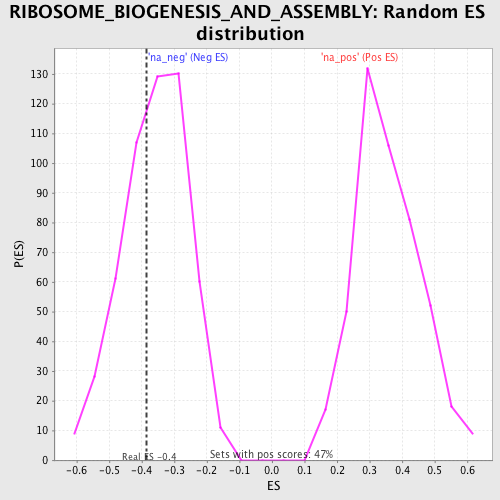 RIBOSOME_BIOGENESIS_AND_ASSEMBLY: Random ES
distribution
'na_neg' (Neg ES)
'na_pos' (Pos ES)
P(ES)
130
120
110
100
90
80
70
60
50
40
30
20
10
0
Real ES -0.4
Sets with pos scores: 47%
-0.6 -0.5 -0.4 -0.3 -0.2 -0.1 0.0 0.1 0.2 0.3 0.4 0.5 0.6
ES